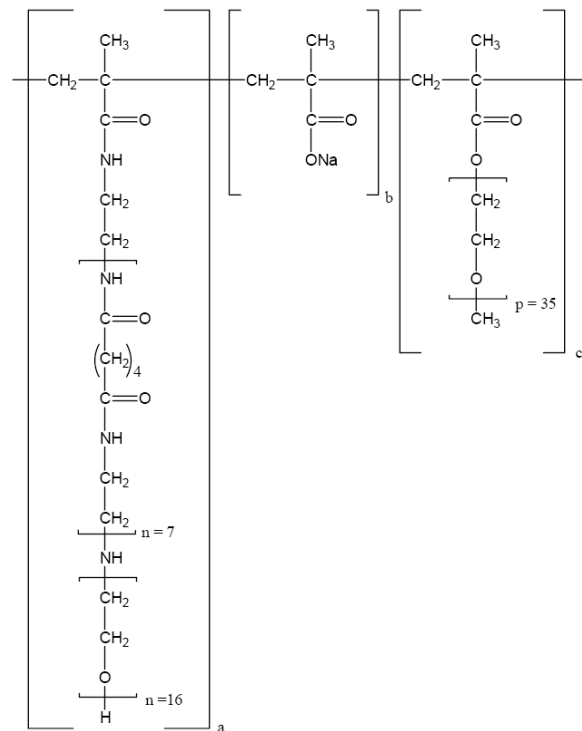 CH₃ CH₃ CH₃
CH₂ C CH₂ C CH₂ C
C=O C=O C=O
NH ONa O
b
CH₂ CH₂
CH₂ CH₂
NH O
p = 35
C=O CH₃
(CH₂)₄ c
C=O
NH
CH₂
CH₂
n = 7
NH
CH₂
CH₂
O
n =16
H
a